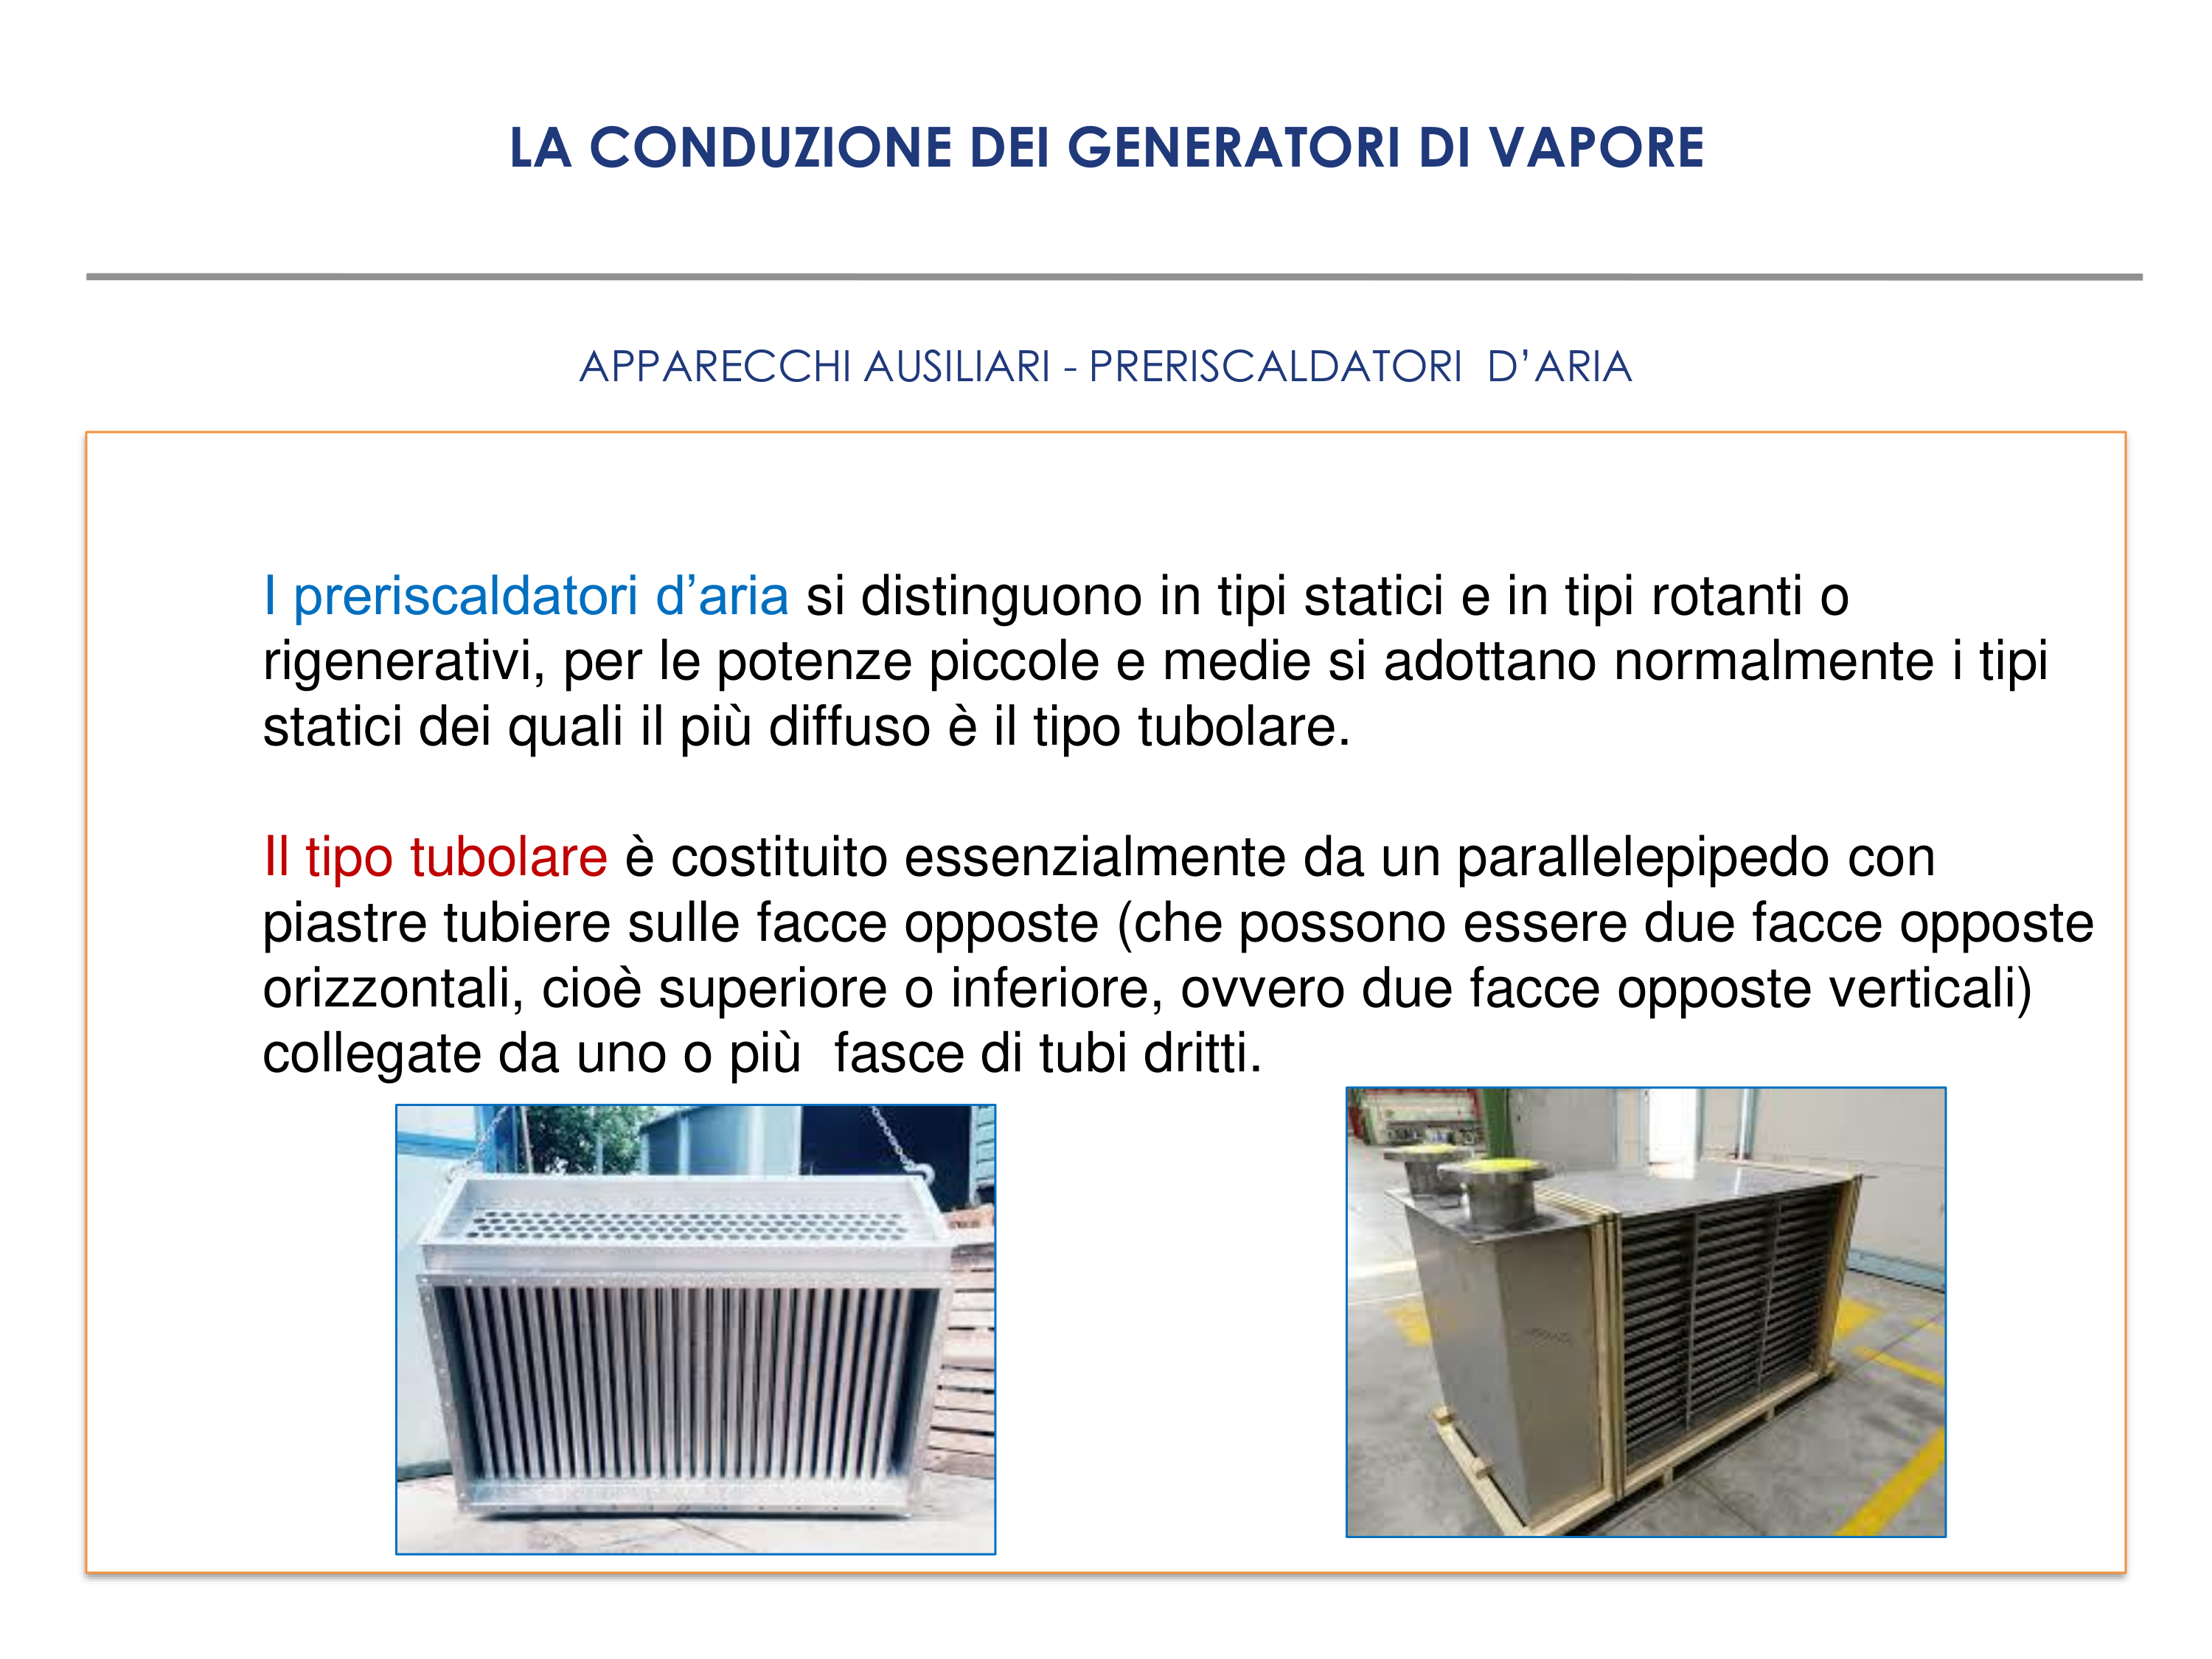 LA CONDUZIONE DEI GENERATORI DI VAPORE
APPARECCHI AUSILIARI - PRERISCALDATORI  D’ARIA
I preriscaldatori d’aria si distinguono in tipi statici e in tipi rotanti o
rigenerativi, per le potenze piccole e medie si adottano normalmente i tipi
statici dei quali il più diffuso è il tipo tubolare.
Il tipo tubolare è costituito essenzialmente da un parallelepipedo con
piastre tubiere sulle facce opposte (che possono essere due facce opposte
orizzontali, cioè superiore o inferiore, ovvero due facce opposte verticali)
collegate da uno o più  fasce di tubi dritti.